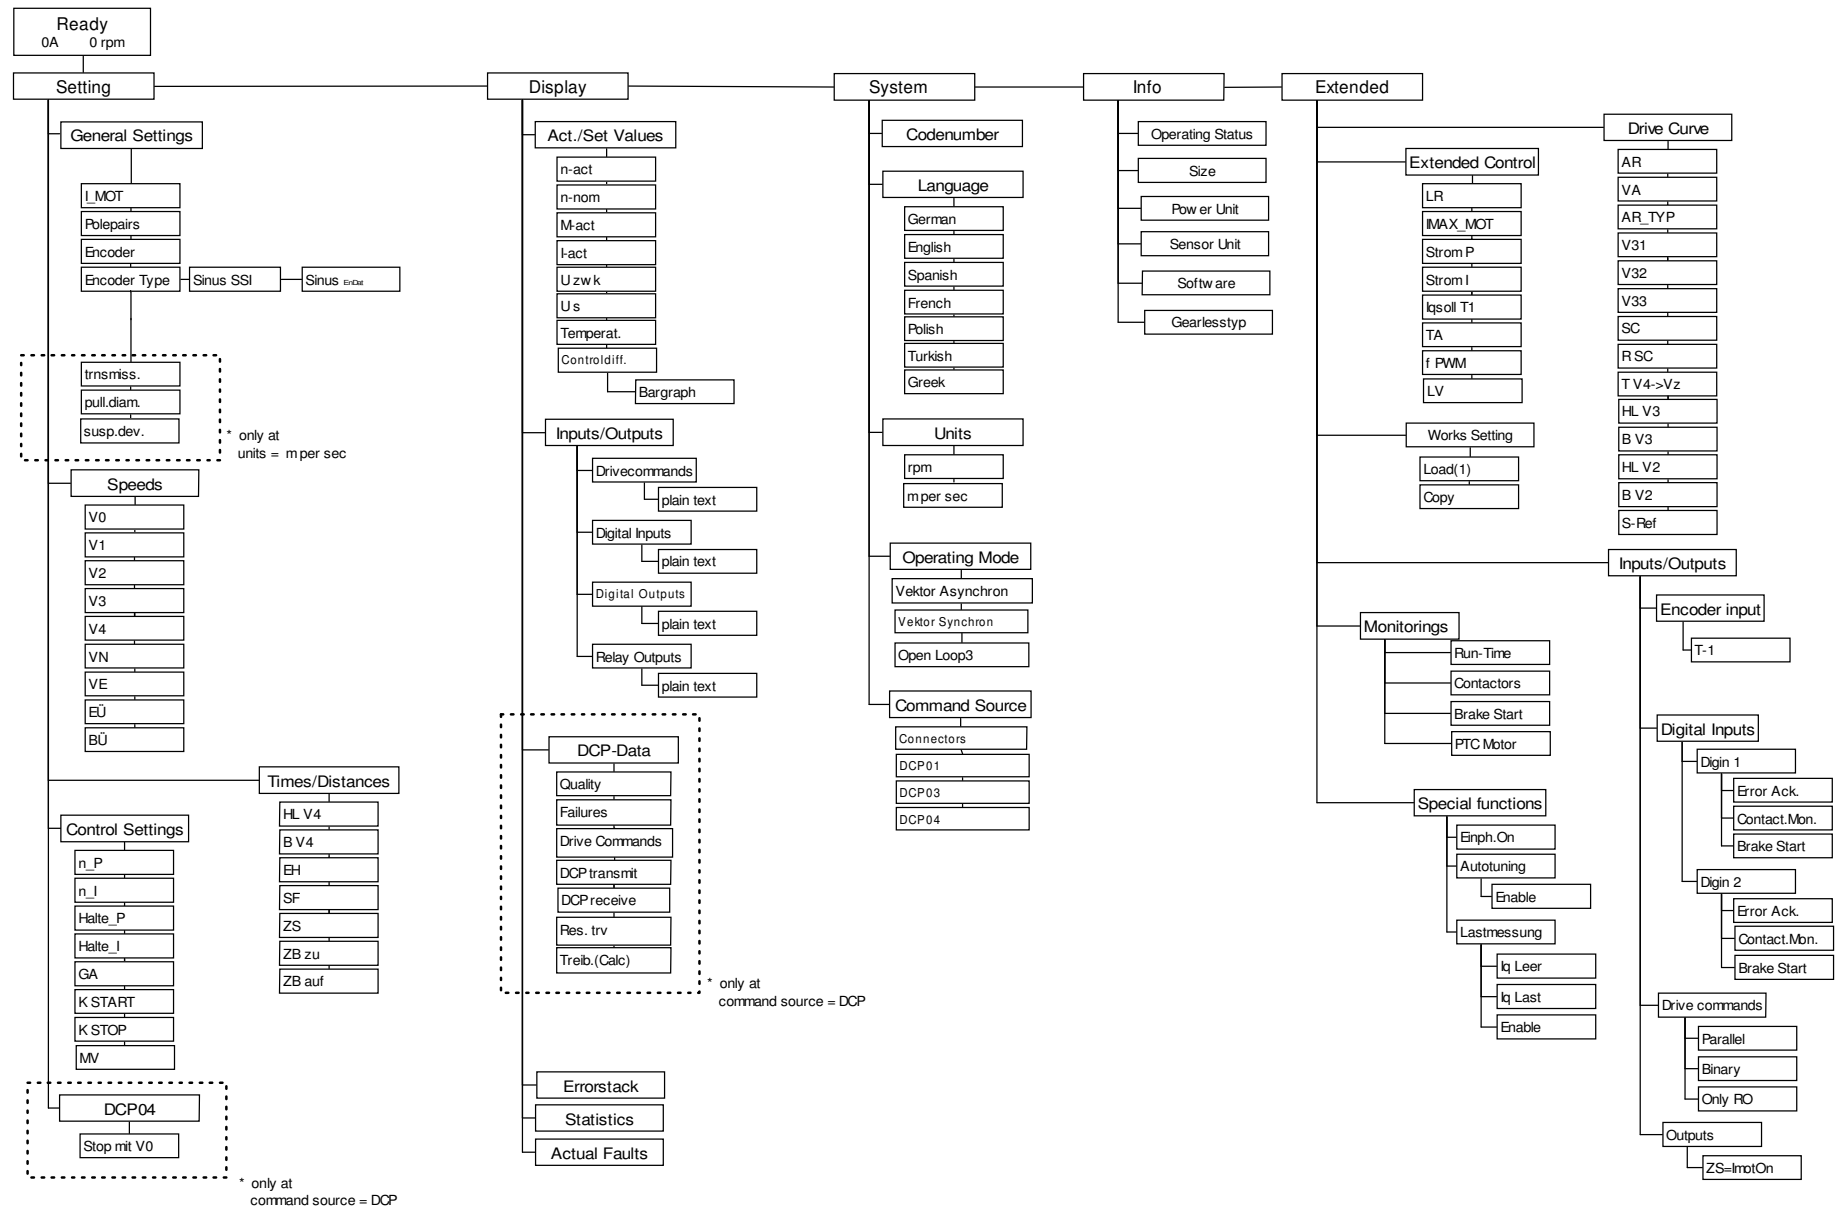 Ready
0A 0 rpm
Setting
General Settings
I_MOT
Polepairs
Encoder
Encoder Type
Sinus SSI
Sinus EnDat
trnsmiss.
pull.diam.
susp.dev.
* only at
units = m per sec
Speeds
V0
V1
V2
V3
V4
VN
VE
EÜ
BÜ
Times/Distances
HL V4
B V4
EH
SF
ZS
ZB zu
ZB auf
Control Settings
n_P
n_I
Halte_P
Halte_I
GA
K START
K STOP
MV
DCP04
Stop mit V0
* only at
command source = DCP
Display
Act./Set Values
n-act
n-nom
M-act
I-act
U zwk
U s
Temperat.
Controldiff.
Bargraph
Inputs/Outputs
Drivecommands
plain text
Digital Inputs
plain text
Digital Outputs
plain text
Relay Outputs
plain text
DCP-Data
Quality
Failures
Drive Commands
DCP transmit
DCP receive
Res. trv
Treib.(Calc)
* only at
command source = DCP
Errorstack
Statistics
Actual Faults
System
Codenumber
Language
German
English
Spanish
French
Polish
Turkish
Greek
Units
rpm
m per sec
Operating Mode
Vektor Asynchron
Vektor Synchron
Open Loop3
Command Source
Connectors
DCP01
DCP03
DCP04
Info
Operating Status
Size
Power Unit
Sensor Unit
Software
Gearlesstyp
Extended
Extended Control
LR
IMAX_MOT
Strom P
Strom I
Iqsoll T1
TA
f PWM
LV
Works Setting
Load(1)
Copy
Monitorings
Run-Time
Contactors
Brake Start
PTC Motor
Special functions
Einph.On
Autotuning
Enable
Lastmessung
Iq Leer
Iq Last
Enable
Drive Curve
AR
VA
AR_TYP
V31
V32
V33
SC
R SC
T V4->Vz
HL V3
B V3
HL V2
B V2
S-Ref
Inputs/Outputs
Encoder input
T-1
Digital Inputs
Digin 1
Error Ack.
Contact.Mon.
Brake Start
Digin 2
Error Ack.
Contact.Mon.
Brake Start
Drive commands
Parallel
Binary
Only RO
Outputs
ZS=ImotOn